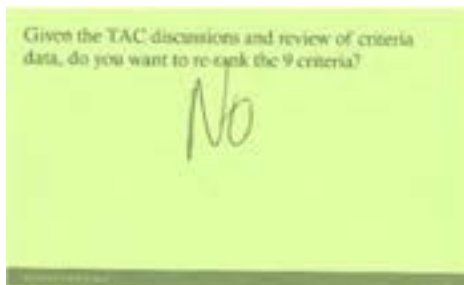 Given the TAC discussions and review of criteria
data, do you want to re-rank the 9 criteria?
No